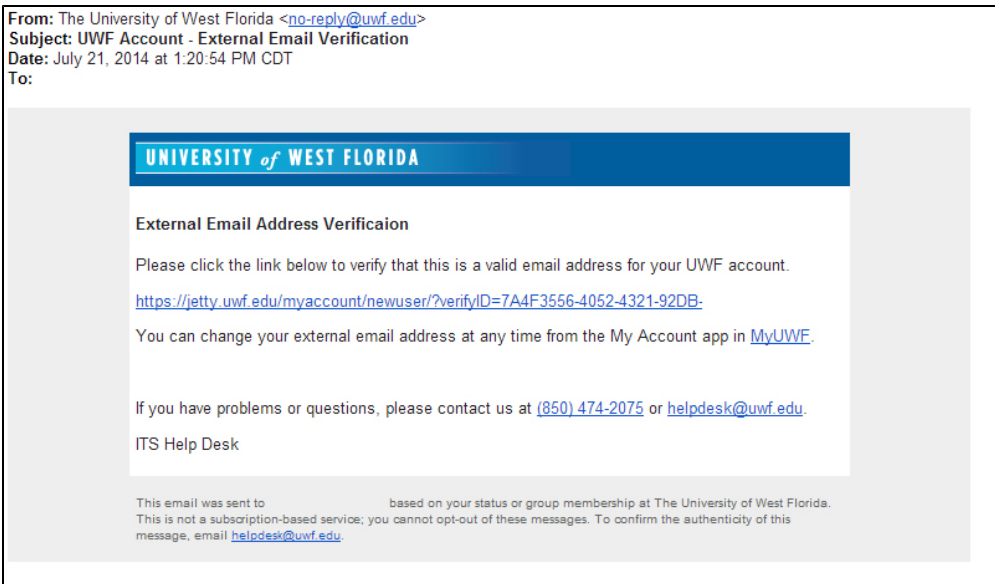 From: The University of West Florida <no-reply@uwf.edu>
Subject: UWF Account - External Email Verification
Date: July 21, 2014 at 1:20:54 PM CDT
To:
UNIVERSITY of WEST FLORIDA
External Email Address Verificaion
Please click the link below to verify that this is a valid email address for your UWF account.
https://jetty.uwf.edu/myaccount/newuser/?verifyID=7A4F3556-4052-4321-92DB-
You can change your external email address at any time from the My Account app in MyUWF.
If you have problems or questions, please contact us at (850) 474-2075 or helpdesk@uwf.edu.
ITS Help Desk
This email was sent to based on your status or group membership at The University of West Florida.
This is not a subscription-based service; you cannot opt-out of these messages. To confirm the authenticity of this
message, email helpdesk@uwf.edu.